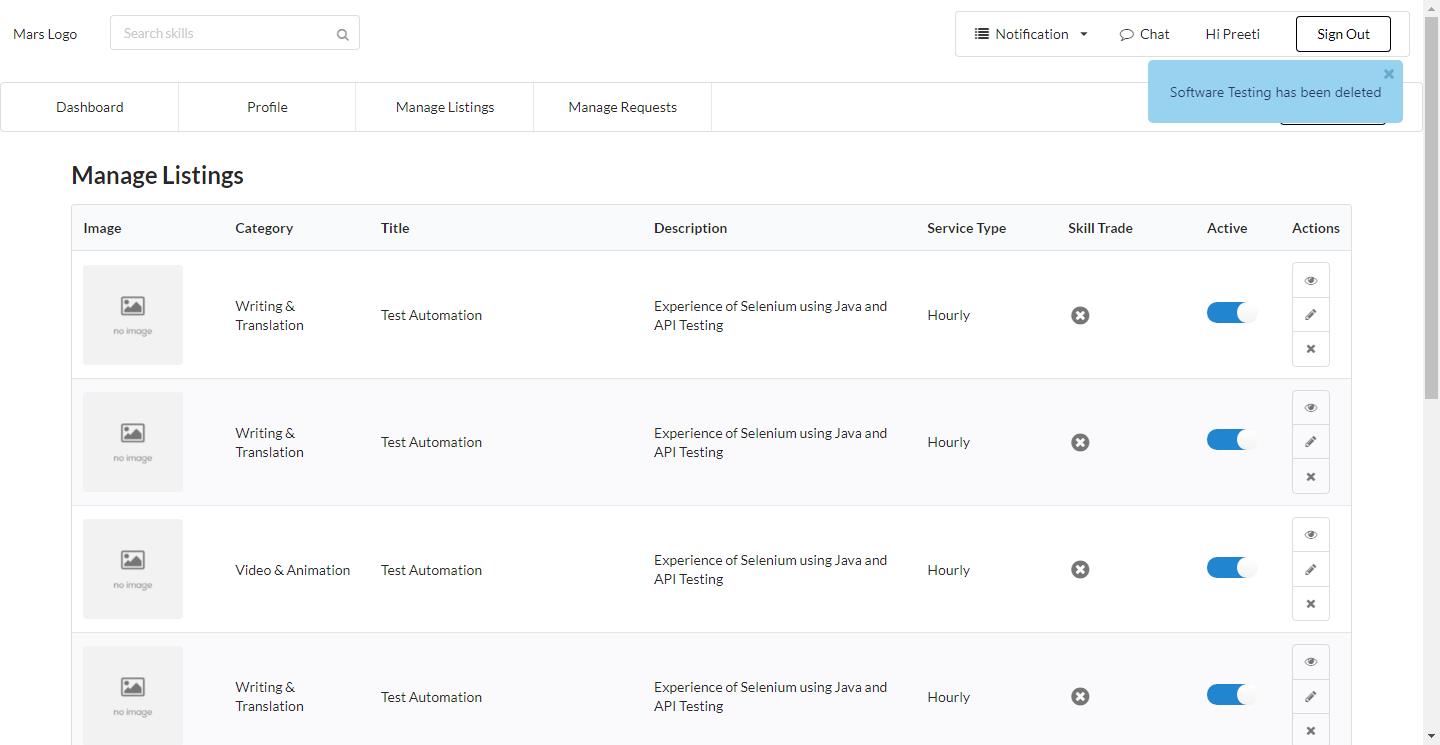 Mars Logo
Search skills
Notification
Chat
Hi Preeti
Sign Out
Software Testing has been deleted
Dashboard
Profile
Manage Listings
Manage Requests
Manage Listings
Image Category Title Description Service Type Skill Trade Active Actions
no image
Writing &
Translation
Test Automation
Experience of Selenium using Java and
API Testing
Hourly
no image
Writing &
Translation
Test Automation
Experience of Selenium using Java and
API Testing
Hourly
no image
Video & Animation
Test Automation
Experience of Selenium using Java and
API Testing
Hourly
no image
Writing &
Translation
Test Automation
Experience of Selenium using Java and
API Testing
Hourly